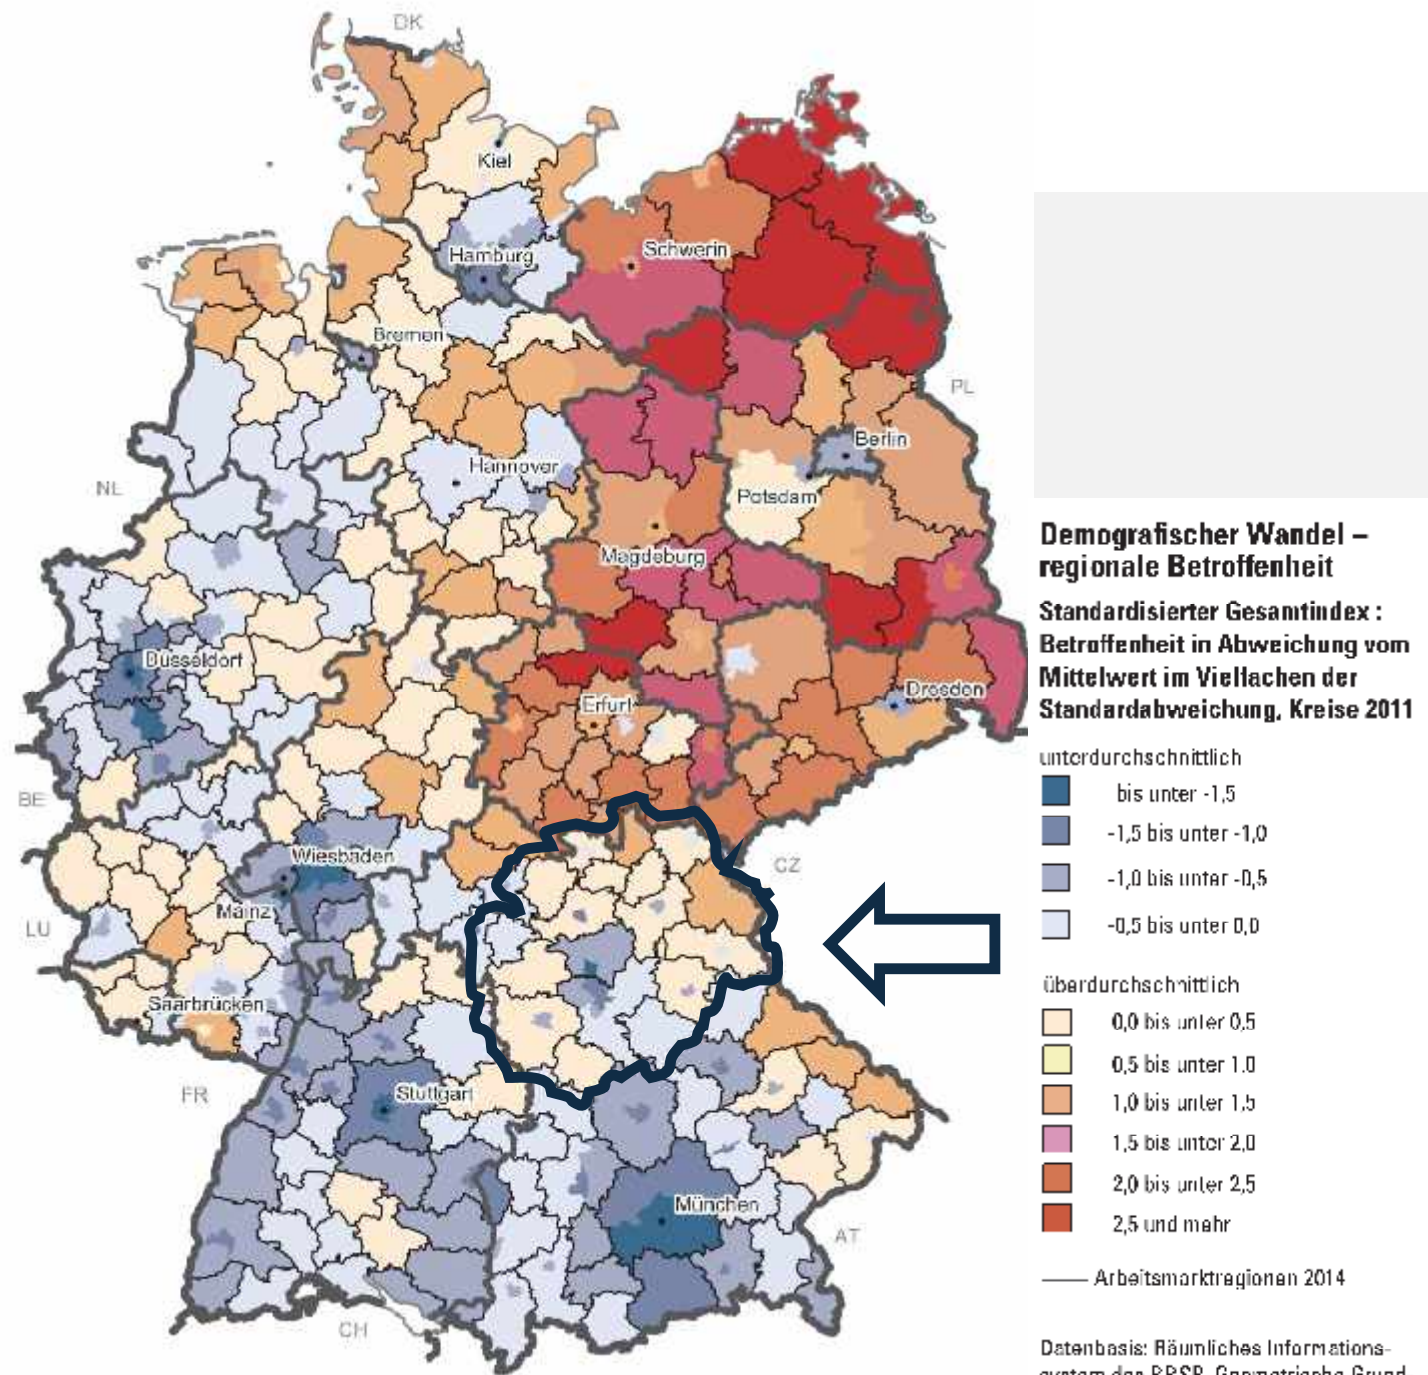 DK
Kiel
Hamburg
Schwerin
Bremen
PL
Berlin
Hannover
NL
Potsdam
Magdeburg
Düsseldorf
Dresden
Erfurt
BE
Wiesbaden
CZ
Mainz
LU
Saarbrücken
FR
Stuttgart
München
AT
CH
Demografischer Wandel –
regionale Betroffenheit
Standardisierter Gesamtindex :
Betroffenheit in Abweichung vom
Mittelwert im Vielfachen der
Standardabweichung, Kreise 2011
unterdurchschnittlich
bis unter -1,5
-1,5 bis unter -1,0
-1,0 bis unter -0,5
-0,5 bis unter 0,0
überdurchschnittlich
0,0 bis unter 0,5
0,5 bis unter 1.0
1,0 bis unter 1,5
1,5 bis unter 2,0
2,0 bis unter 2,5
2,5 und mehr
Arbeitsmarktregionen 2014
Datenbasis: Räumliches Informations-
system des BBSR, Geometrische Grund